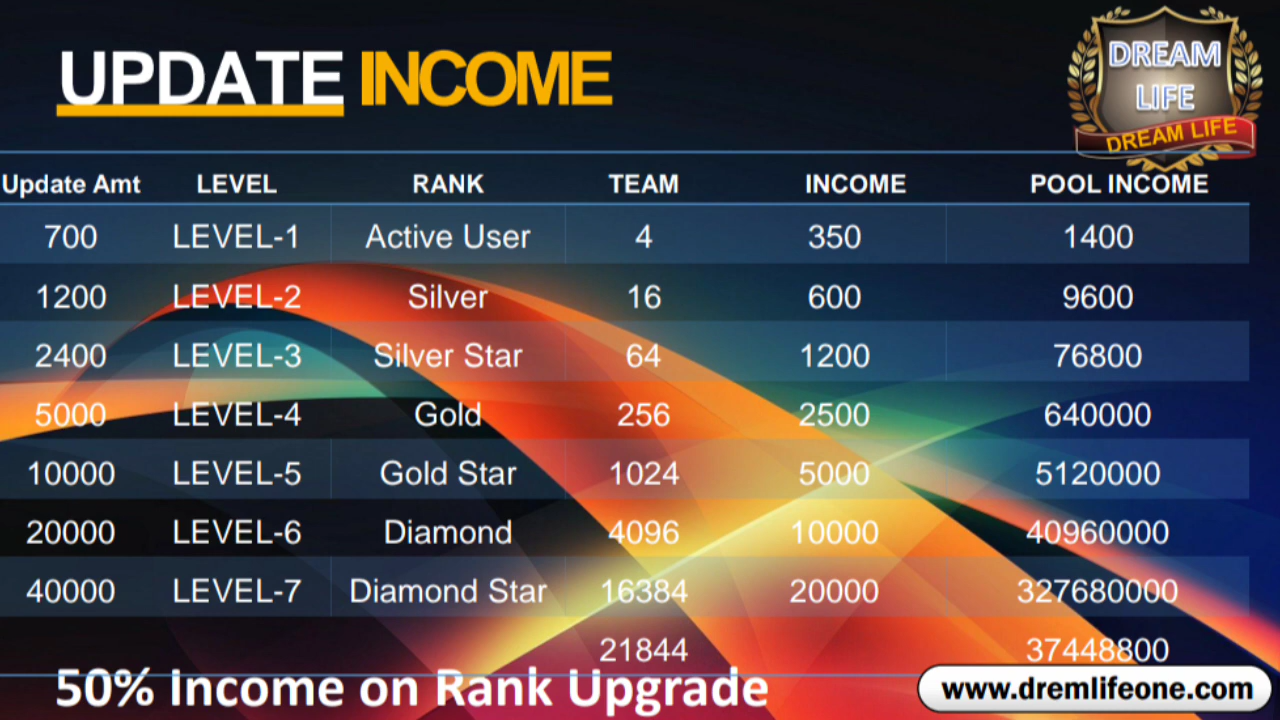 UPDATE INCOME
DREAM
LIFE
DREAM LIFE
Update Amt LEVEL RANK TEAM INCOME POOL INCOME
700 LEVEL-1 Active User 4 350 1400
1200 LEVEL-2 Silver 16 600 9600
2400 LEVEL-3 Silver Star 64 1200 76800
5000 LEVEL-4 Gold 256 2500 640000
10000 LEVEL-5 Gold Star 1024 5000 5120000
20000 LEVEL-6 Diamond 4096 10000 40960000
40000 LEVEL-7 Diamond Star 16384 20000 327680000
21844 37448800
50% Income on Rank Upgrade
www.dremlifeone.com